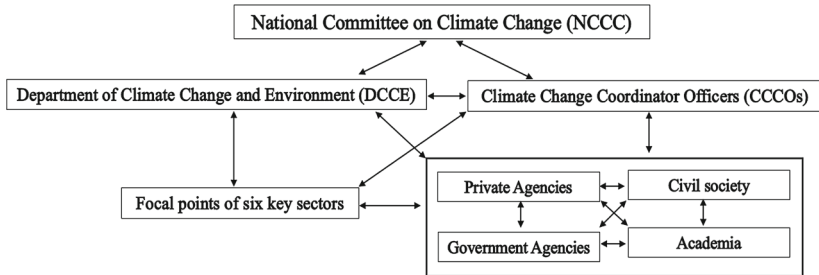 National Committee on Climate Change (NCCC)
Department of Climate Change and Environment (DCCE)
Climate Change Coordinator Officers (CCCOs)
Focal points of six key sectors
Private Agencies
Civil society
Government Agencies
Academia